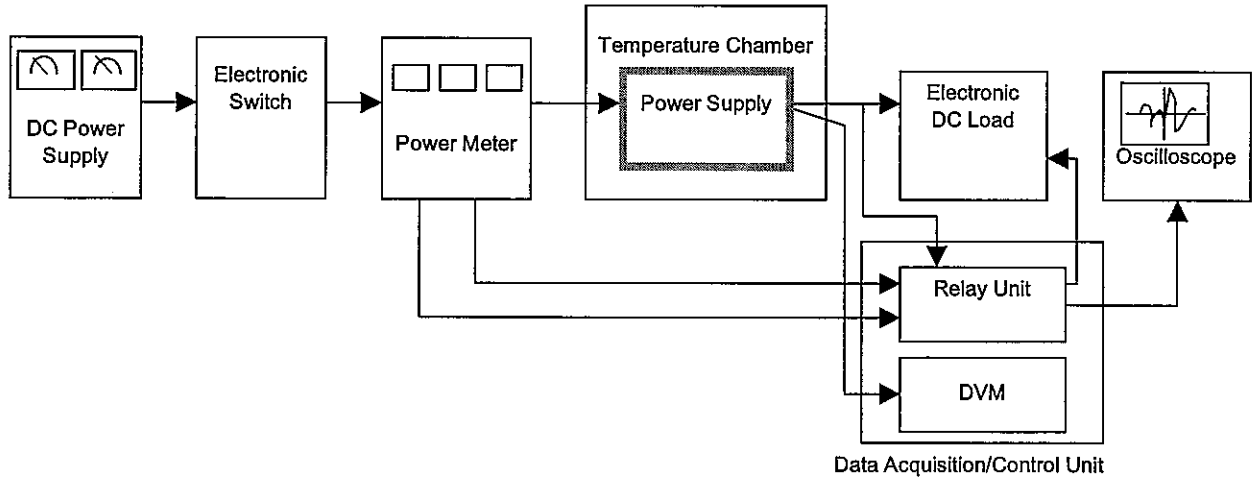 DC Power
Supply
Electronic
Switch
Power Meter
Temperature Chamber
Power Supply
Electronic
DC Load
Oscilloscope
Relay Unit
DVM
Data Acquisition/Control Unit